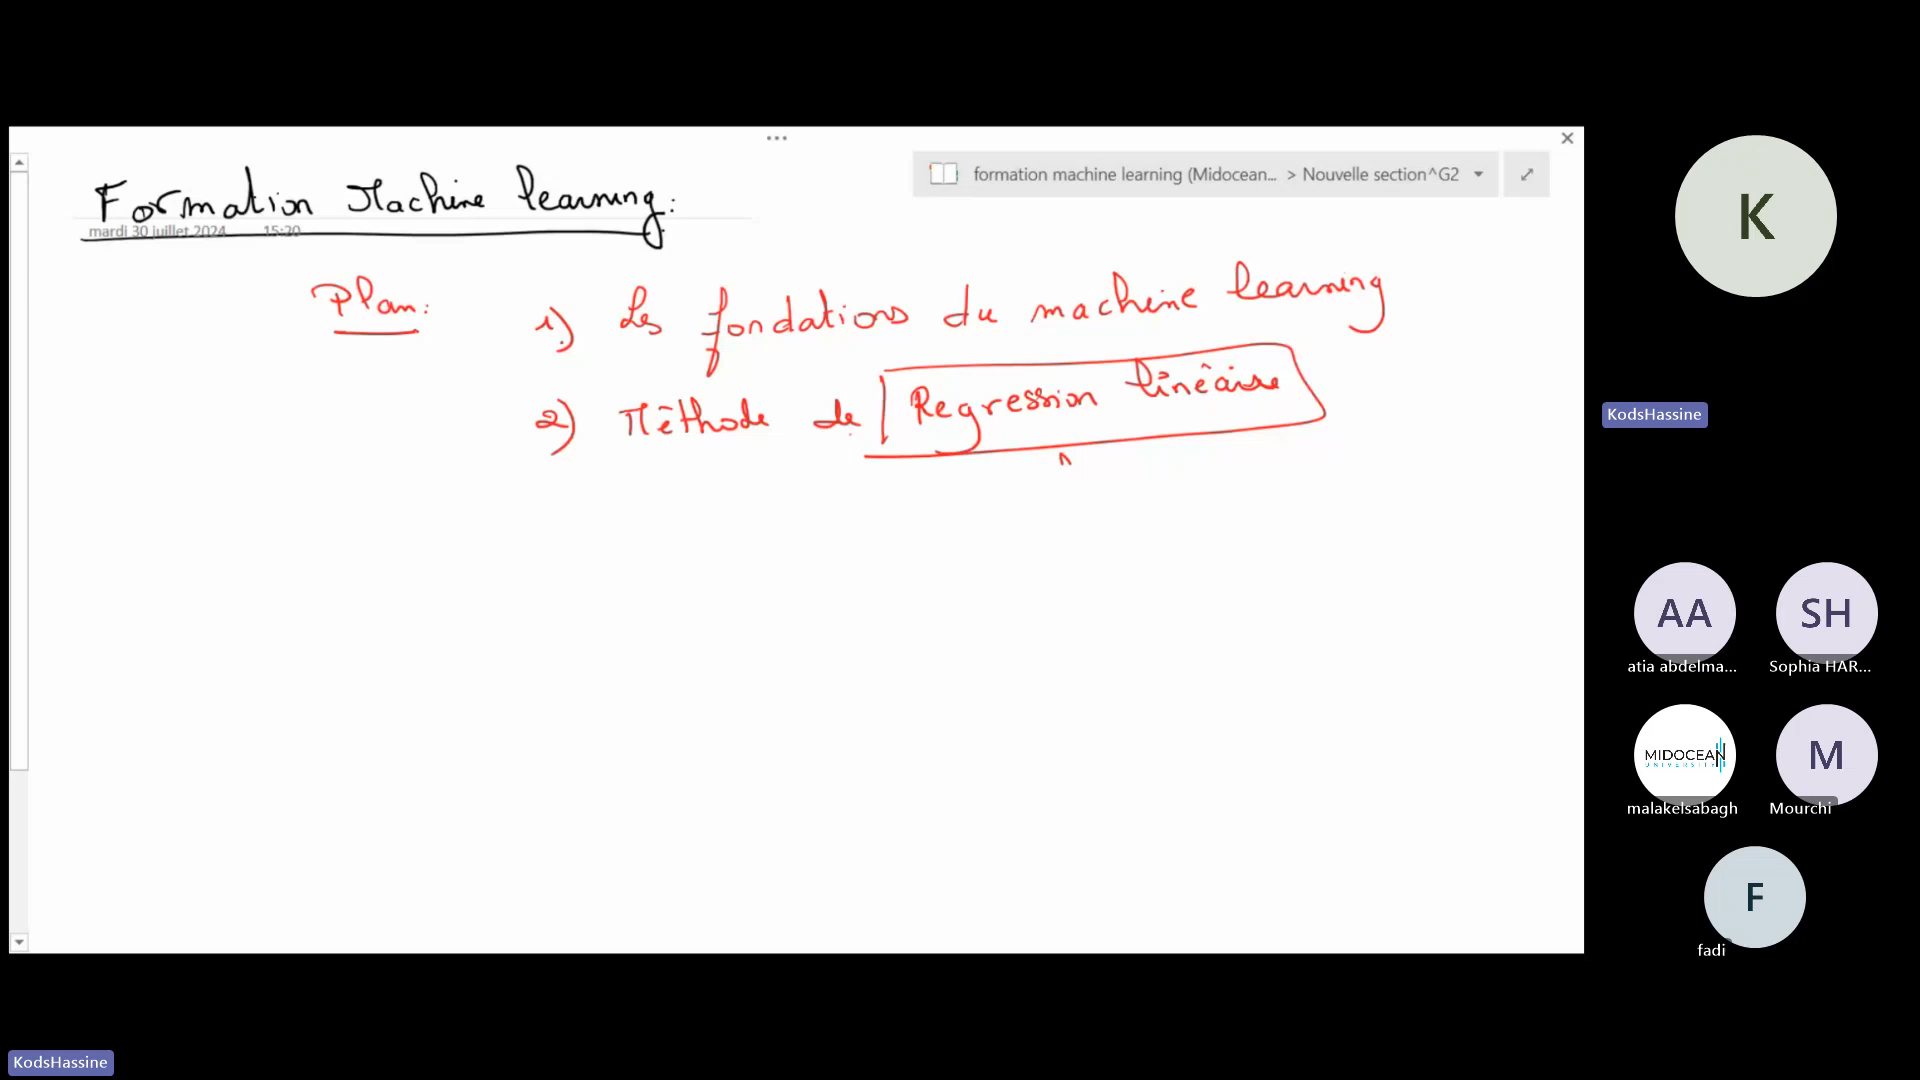 formation machine learning (Midocean... > Nouvelle section^G2
Formation Machine learning:
mardi 30 juillet 2024 15:20
Plan:
1) Les fondations du machine learning
2) Méthode de Regression linéaire
K
KodsHassine
AA
SH
atia abdelma...
Sophia HAR...
MIDOCEAN
UNIVERSITY
M
malakelsabagh
Mourchi
F
fadi
KodsHassine